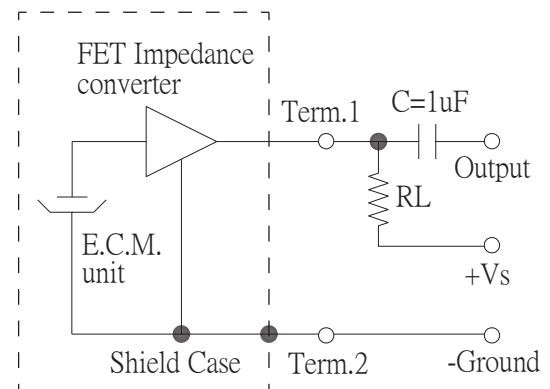 FET Impedance
converter
Term.1
C=1uF
Output
RL
+Vs
E.C.M.
unit
Shield Case
Term.2
-Ground